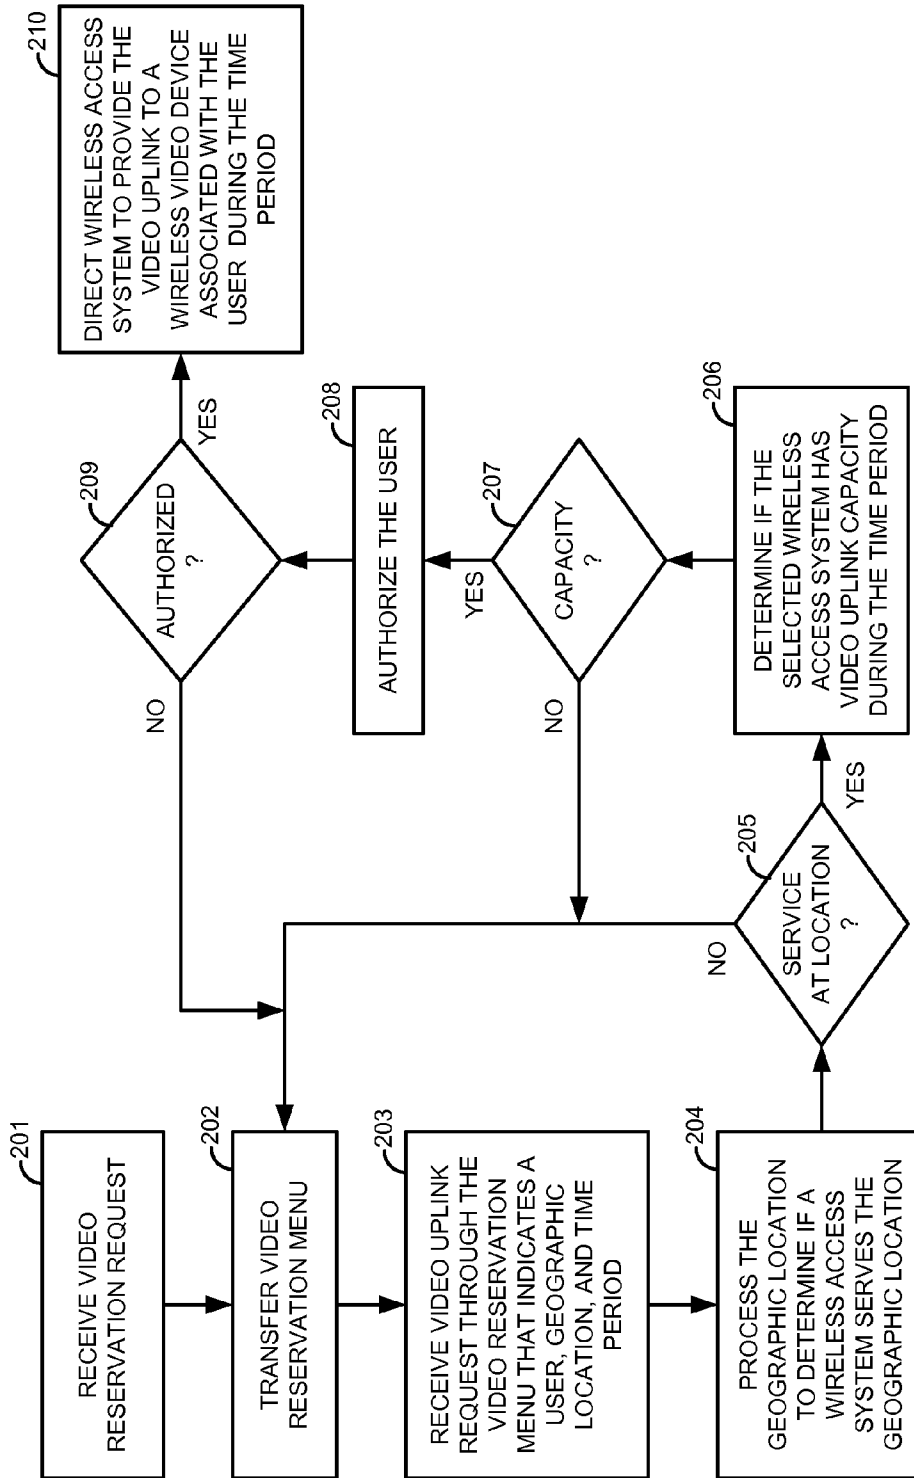 201
RECEIVE VIDEO
RESERVATION REQUEST
202
TRANSFER VIDEO
RESERVATION MENU
203
RECEIVE VIDEO UPLINK
REQUEST THROUGH THE
VIDEO RESERVATION
MENU THAT INDICATES A
USER, GEOGRAPHIC
LOCATION, AND TIME
PERIOD
204
PROCESS THE
GEOGRAPHIC LOCATION
TO DETERMINE IF A
WIRELESS ACCESS
SYSTEM SERVES THE
GEOGRAPHIC LOCATION
205
SERVICE
AT LOCATION
?
NO
YES
206
DETERMINE IF THE
SELECTED WIRELESS
ACCESS SYSTEM HAS
VIDEO UPLINK CAPACITY
DURING THE TIME PERIOD
207
CAPACITY
?
NO
YES
208
AUTHORIZE THE USER
209
AUTHORIZED
?
NO
YES
210
DIRECT WIRELESS ACCESS
SYSTEM TO PROVIDE THE
VIDEO UPLINK TO A
WIRELESS VIDEO DEVICE
ASSOCIATED WITH THE
USER DURING THE TIME
PERIOD